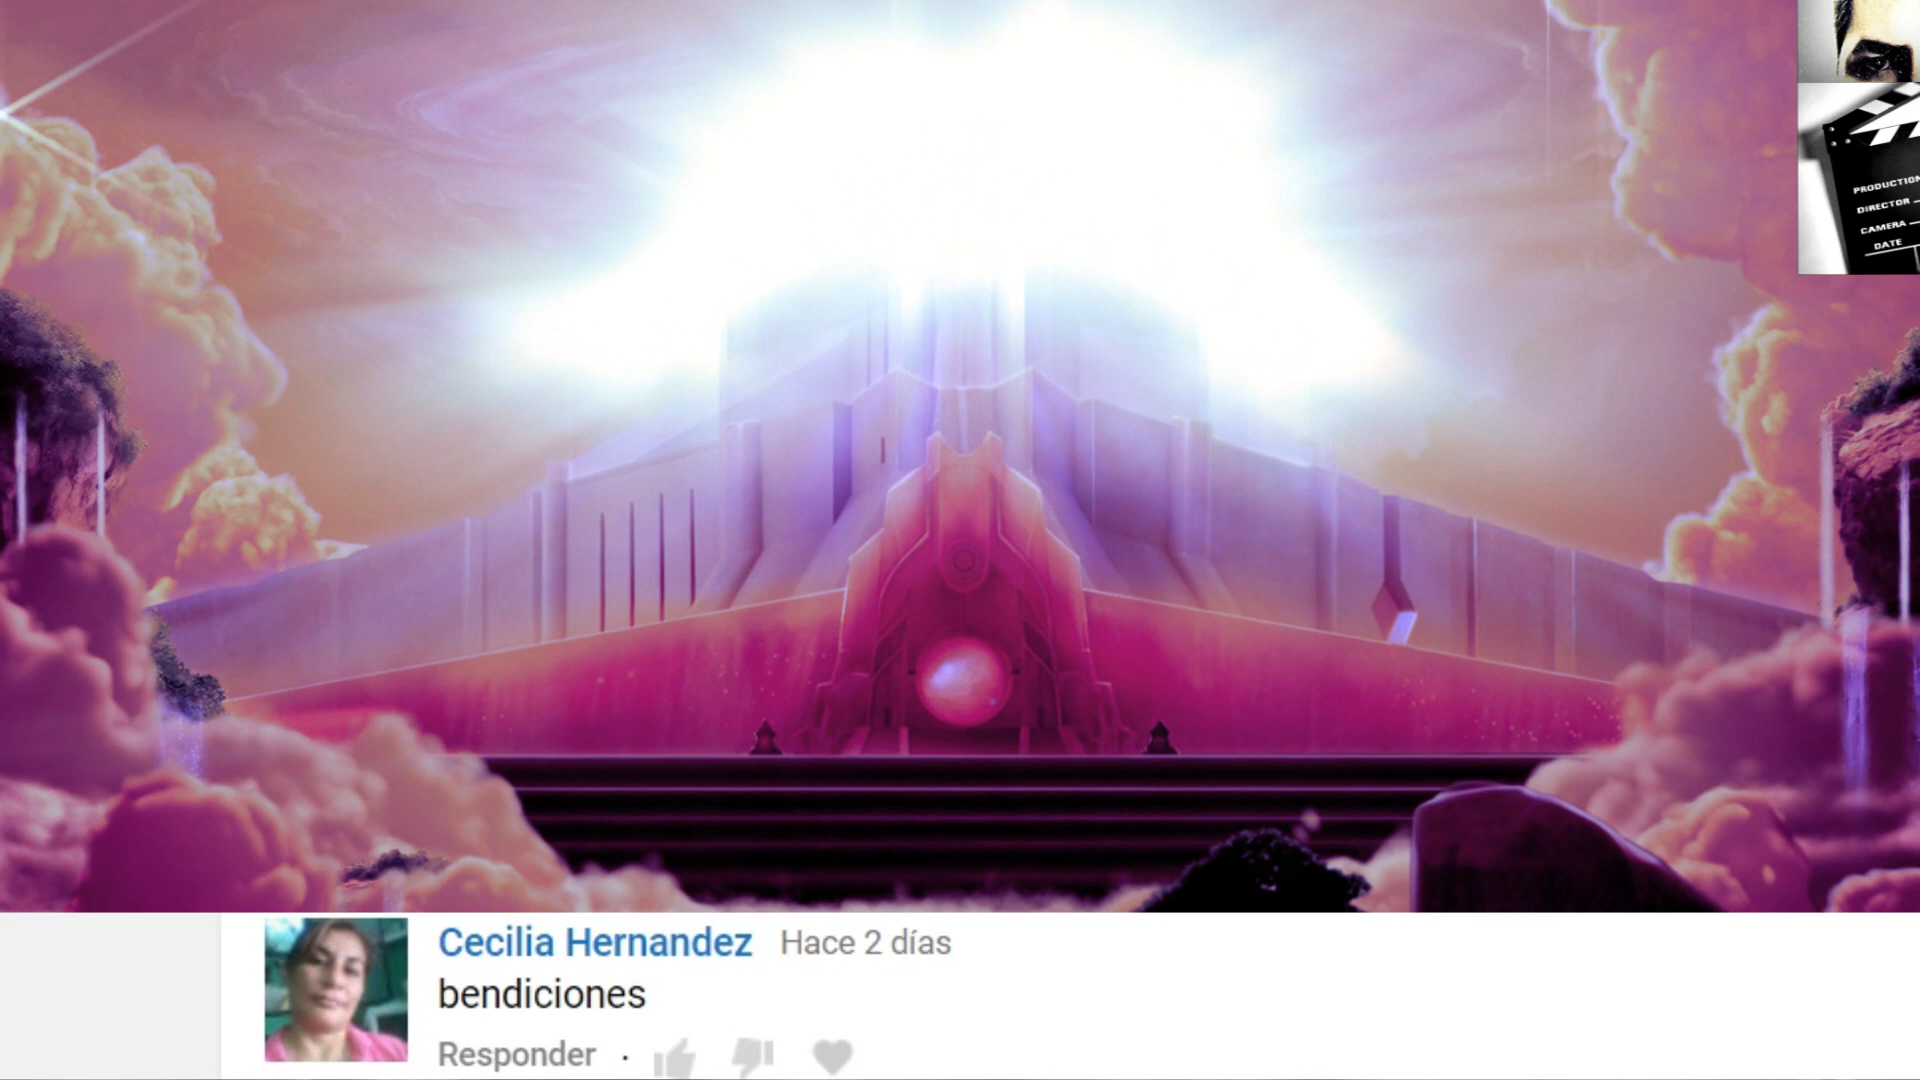 PRODUCTION
DIRECTOR
CAMERA
DATE
Cecilia Hernandez Hace 2 días
bendiciones
Responder ·